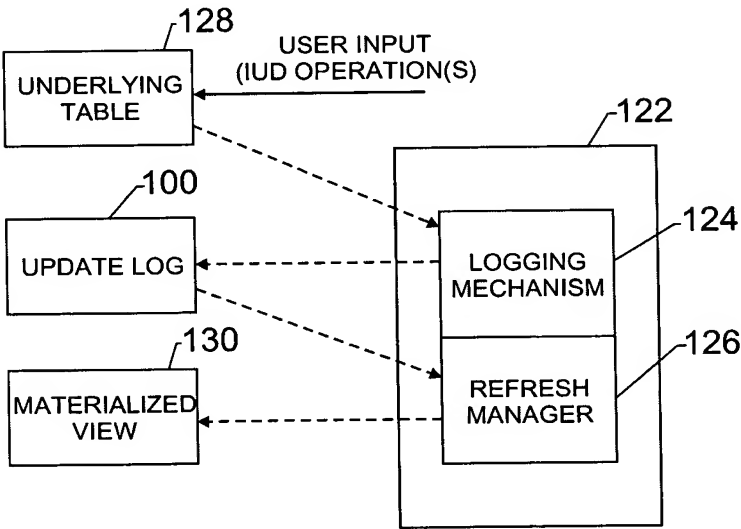 128
USER INPUT
(IUD OPERATION(S)
UNDERLYING
TABLE
122
100
UPDATE LOG
124
LOGGING
MECHANISM
130
MATERIALIZED
VIEW
126
REFRESH
MANAGER